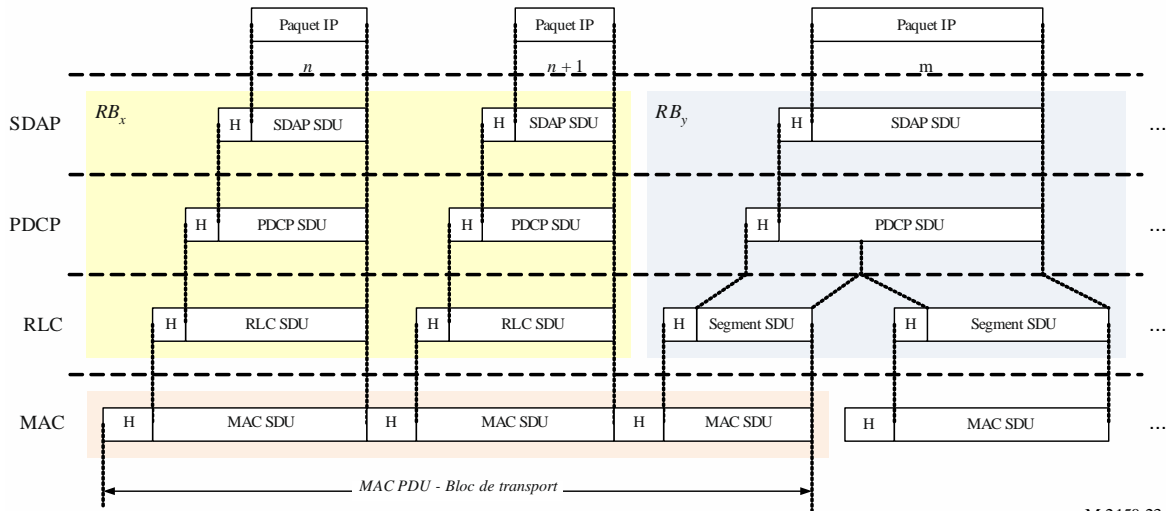 Paquet IP Paquet IP Paquet IP
n n + 1 m
RBx RBy
SDAP H SDAP SDU H SDAP SDU H SDAP SDU ...
PDCP H PDCP SDU H PDCP SDU H PDCP SDU ...
RLC H RLC SDU H RLC SDU H Segment SDU H Segment SDU ...
MAC H MAC SDU H MAC SDU H MAC SDU H MAC SDU ...
MAC PDU - Bloc de transport